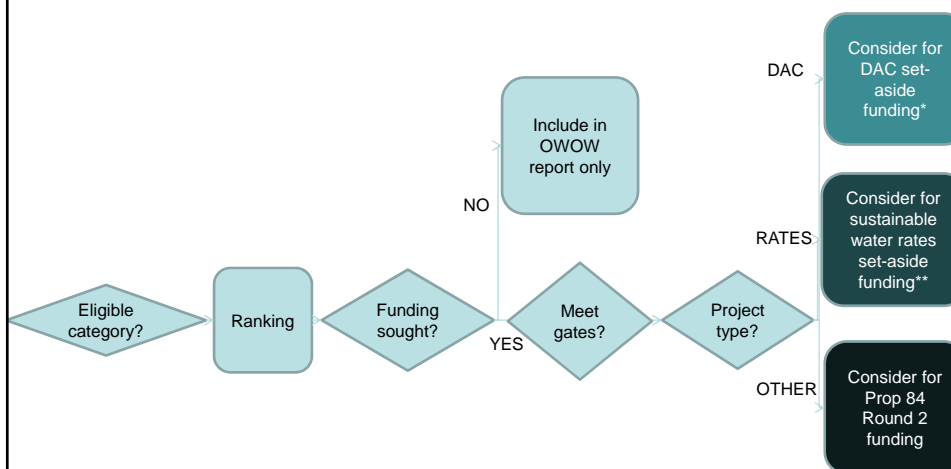 Eligible
category?
Ranking
Funding
sought?
NO
Include in
OWOW
report only
YES
Meet
gates?
Project
type?
DAC
Consider for
DAC set-
aside
funding*
RATES
Consider for
sustainable
water rates
set-aside
funding**
OTHER
Consider for
Prop 84
Round 2
funding